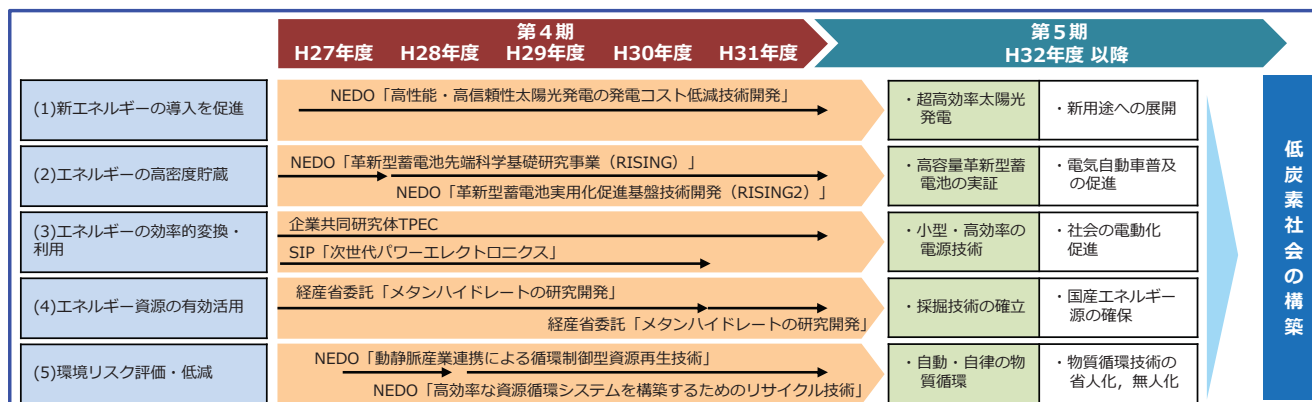 第4期
H27年度 H28年度 H29年度 H30年度 H31年度
第5期
H32年度 以降
(1)新エネルギーの導入を促進
NEDO「高性能・高信頼性太陽光発電の発電コスト低減技術開発」
・超高効率太陽光
発電
・新用途への展開
(2)エネルギーの高密度貯蔵
NEDO「革新型蓄電池先端科学基礎研究事業（RISING）」
NEDO「革新型蓄電池実用化促進基盤技術開発（RISING2）」
・高容量革新型蓄
電池の実証
・電気自動車普及
の促進
(3)エネルギーの効率的変換・
利用
企業共同研究体TPEC
SIP「次世代パワーエレクトロニクス」
・小型・高効率の
電源技術
・社会の電動化
促進
(4)エネルギー資源の有効活用
経産省委託「メタンハイドレートの研究開発」
経産省委託「メタンハイドレートの研究開発」
・採掘技術の確立
・国産エネルギー
源の確保
(5)環境リスク評価・低減
NEDO「動静脈産業連携による循環制御型資源再生技術」
NEDO「高効率な資源循環システムを構築するためのリサイクル技術」
・自動・自律の物
質循環
・物質循環技術の
省人化，無人化
低炭素社会の構築